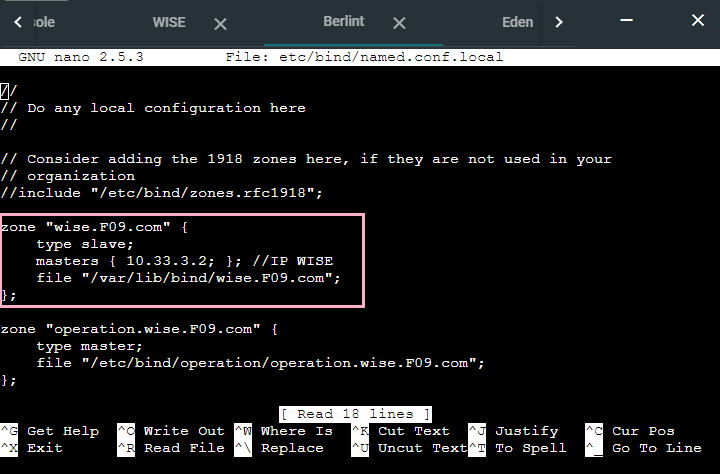 sole WISE Berlint Eden
GNU nano 2.5.3 File: etc/bind/named.conf.local
//
// Do any local configuration here
//
// Consider adding the 1918 zones here, if they are not used in your
// organization
//include "/etc/bind/zones.rfc1918";
zone "wise.F09.com" {
type slave;
masters { 10.33.3.2; }; //IP WISE
file "/var/lib/bind/wise.F09.com";
};
zone "operation.wise.F09.com" {
type master;
file "/etc/bind/operation/operation.wise.F09.com";
};
[ Read 18 lines ]
^G Get Help ^O Write Out ^W Where Is ^K Cut Text ^J Justify ^C Cur Pos
^X Exit ^R Read File ^\ Replace ^U Uncut Text ^T To Spell ^_ Go To Line